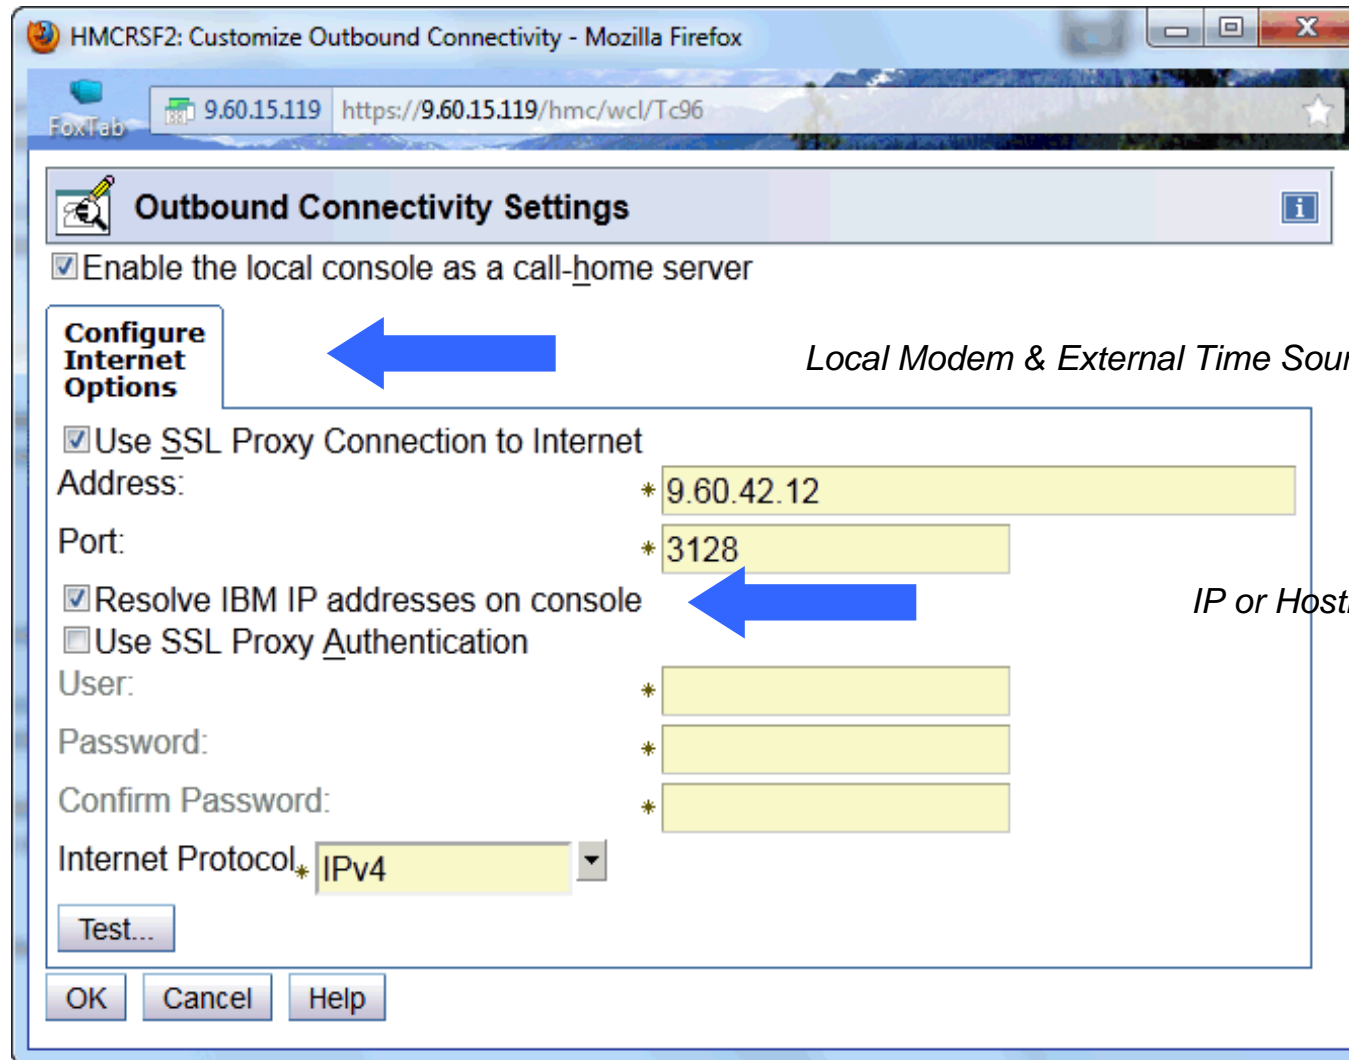 HMCRSF2: Customize Outbound Connectivity - Mozilla Firefox
FoxTab
9.60.15.119 https://9.60.15.119/hmc/wcl/Tc96
Outbound Connectivity Settings
Enable the local console as a call-home server
Configure
Internet
Options
Local Modem & External Time Sour
Use SSL Proxy Connection to Internet
Address: * 9.60.42.12
Port: * 3128
Resolve IBM IP addresses on console
IP or Host
Use SSL Proxy Authentication
User: *
Password: *
Confirm Password: *
Internet Protocol* IPv4
Test...
OK Cancel Help